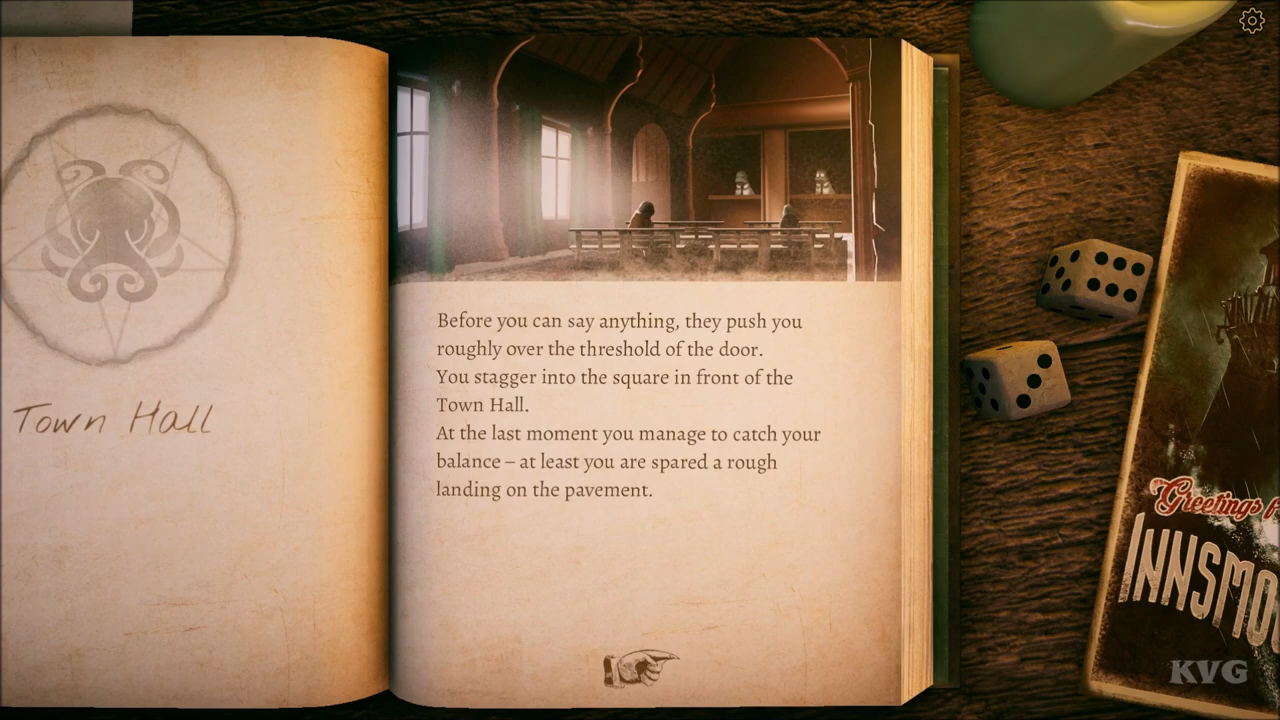 Town Hall
Before you can say anything, they push you
roughly over the threshold of the door.
You stagger into the square in front of the
Town Hall.
At the last moment you manage to catch your
balance – at least you are spared a rough
landing on the pavement.
Greetings f
INNSMO
KVG